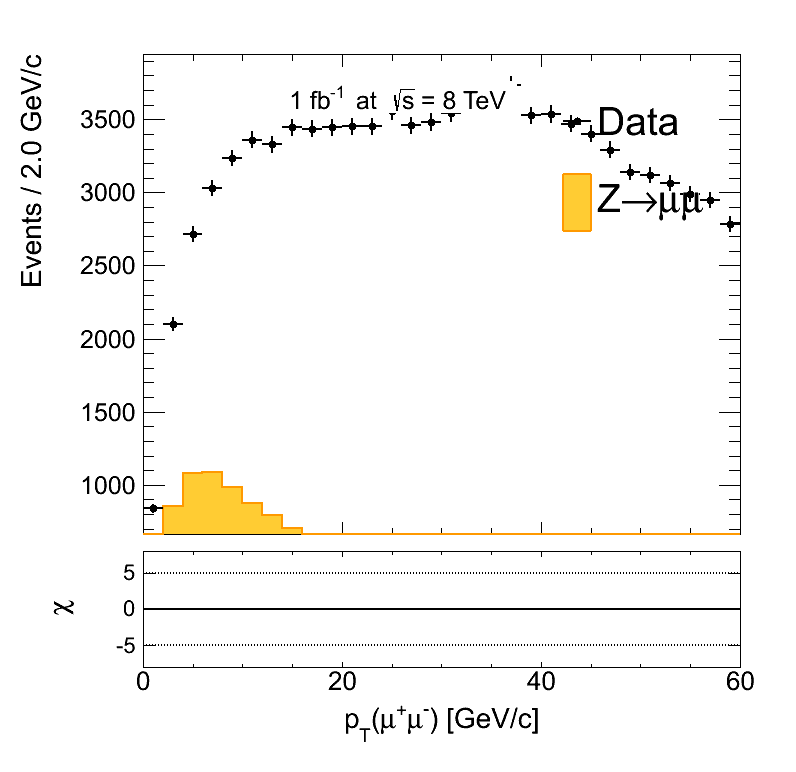 Events / 2.0 GeV/c
1 fb⁻¹ at √s = 8 TeV
Data
Z→μμ
3500
3000
2500
2000
1500
1000
χ
5
0
-5
0 20 40 60
p_T(μ⁺μ⁻) [GeV/c]